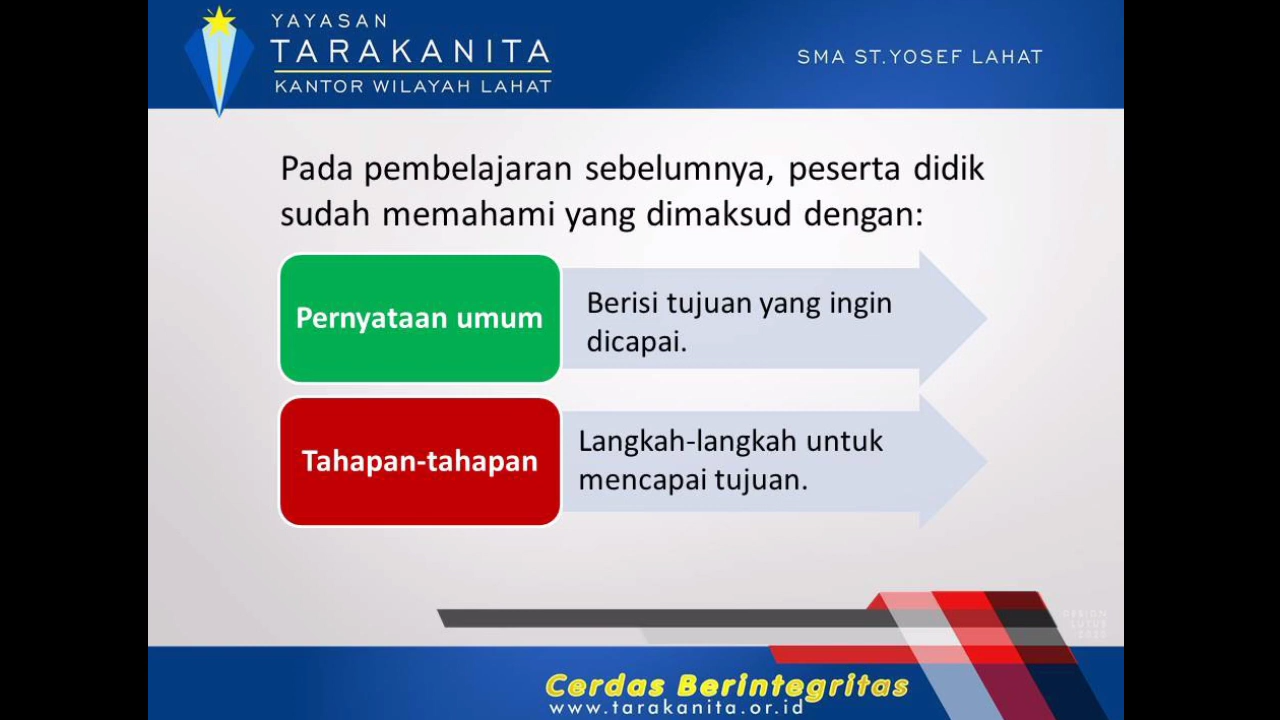 YAYASAN
TARAKANITA
KANTOR WILAYAH LAHAT
SMA ST.YOSEF LAHAT
Pada pembelajaran sebelumnya, peserta didik
sudah memahami yang dimaksud dengan:
Pernyataan umum
Berisi tujuan yang ingin
dicapai.
Tahapan-tahapan
Langkah-langkah untuk
mencapai tujuan.
Cerdas Berintegritas
www.tarakanita.or.id